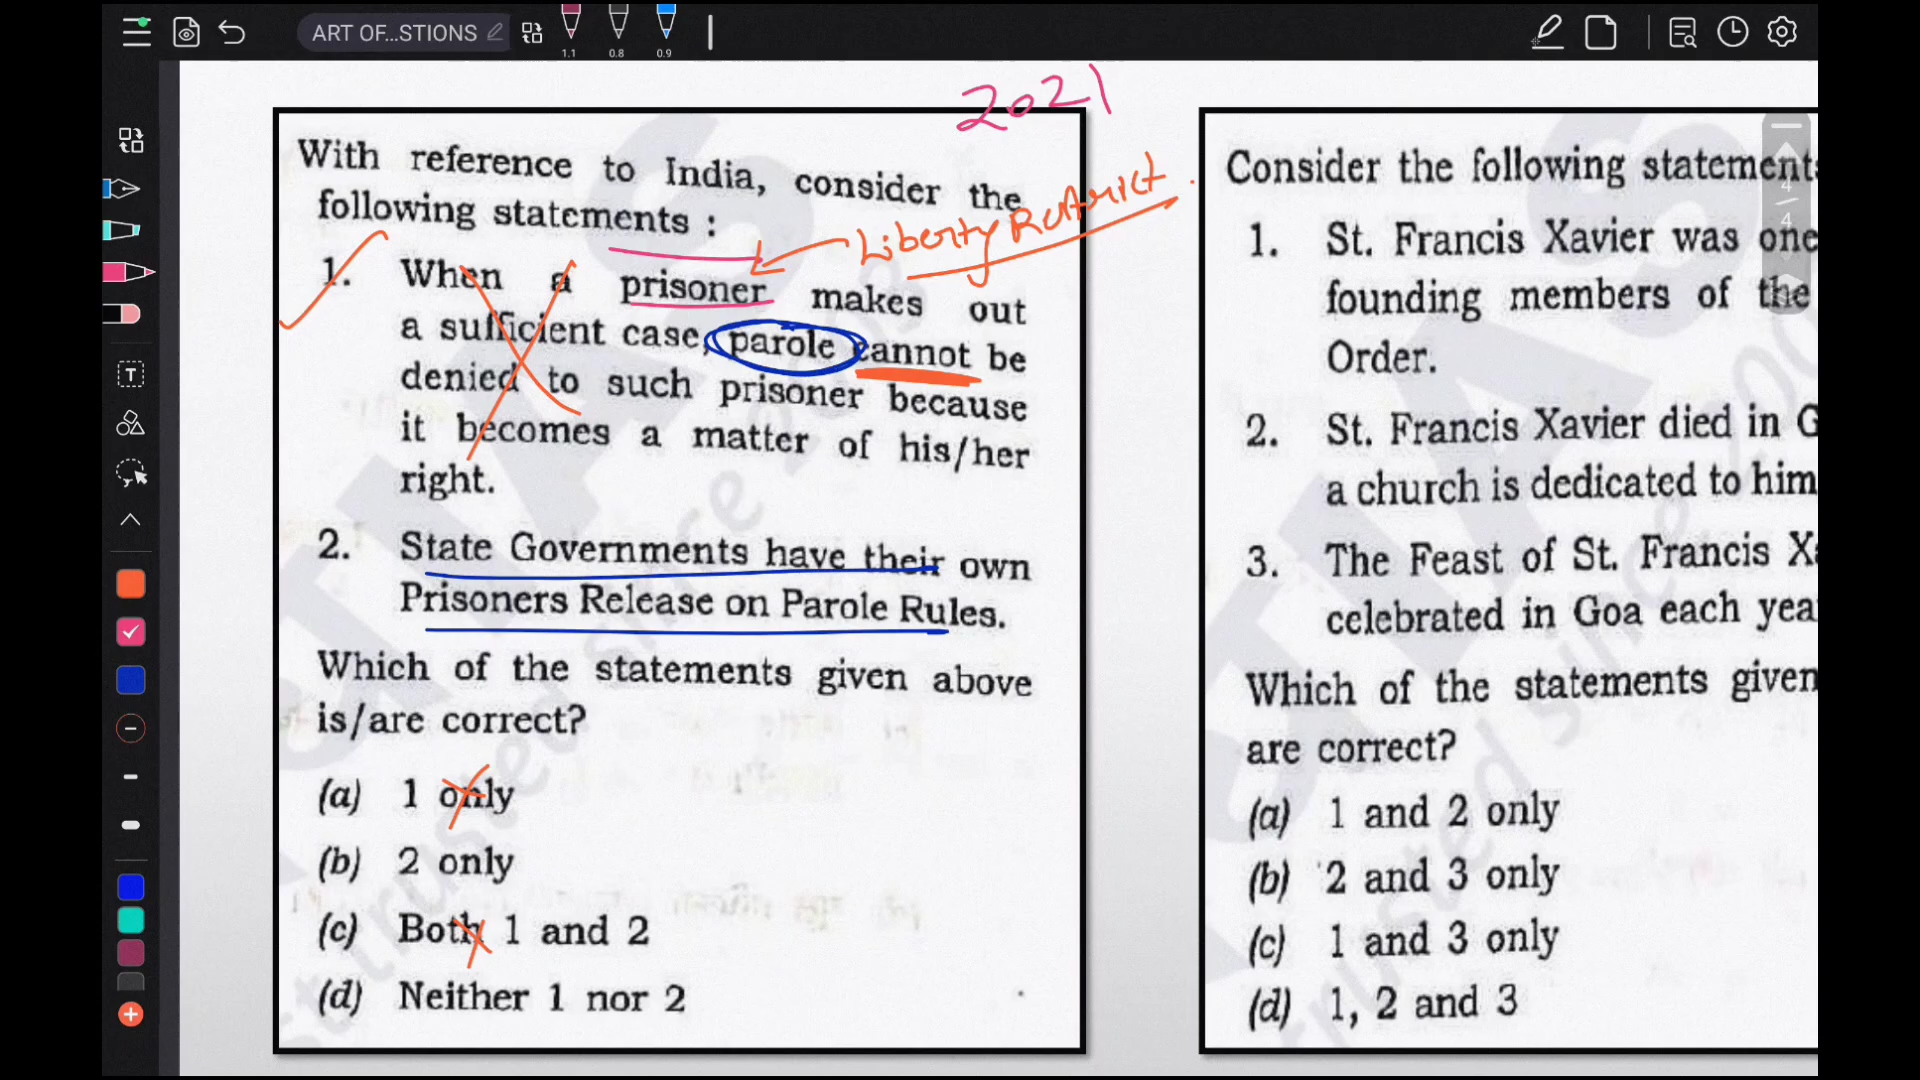 ART OF...STIONS
1.1
0.8
0.9
2021
With reference to India, consider the
following statements :
Liberty Restrict
1. When a prisoner makes out
a sufficient case, parole cannot be
denied to such prisoner because
it becomes a matter of his/her
right.
2. State Governments have their own
Prisoners Release on Parole Rules.
Which of the statements given above
is/are correct?
(a) 1 only
(b) 2 only
(c) Both 1 and 2
(d) Neither 1 nor 2
Consider the following statements
1. St. Francis Xavier was one
founding members of the
Order.
2. St. Francis Xavier died in G
a church is dedicated to him
3. The Feast of St. Francis Xa
celebrated in Goa each yea
Which of the statements given
are correct?
(a) 1 and 2 only
(b) 2 and 3 only
(c) 1 and 3 only
(d) 1, 2 and 3
4
4